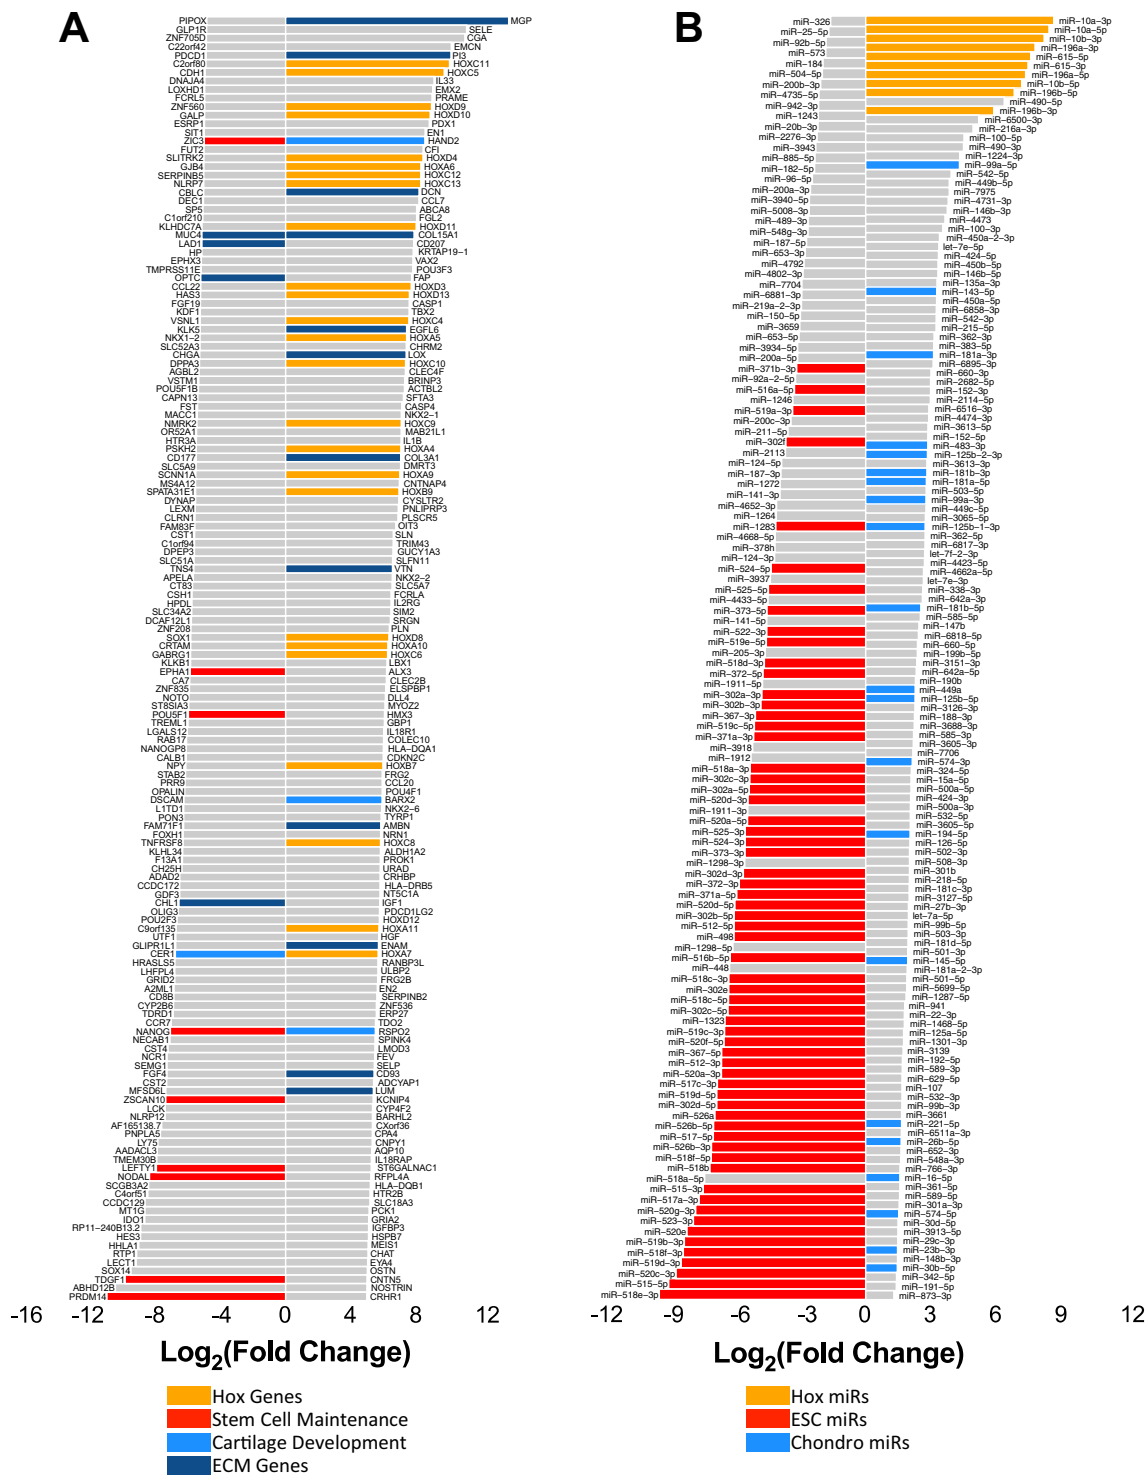 A
PIPOX
GLP1R
ZNF705D
C22orf42
PDCD1
C2orf80
CDH1
DNAJA4
LOXHD1
FCRL5
ZNF560
GALP
ESRP1
SIT1
ZIC3
FUT2
SLITRK2
GJB4
SERPINB5
NLRP7
CBLC
DEC1
SP5
C1orf210
KLHDC7A
MUC4
LAD1
HP
EPHX3
TMPRSS11E
OPTC
CCL22
HAS3
FGF19
KDF1
VSNL1
KLK5
NKX1-2
SLC52A3
CHGA
DPPA3
AGBL2
VSTM1
POU5F1B
CAPN13
FST
MACC1
NMRK2
OR52A1
HTR3A
PSKH2
CD177
SLC5A9
SCNN1A
MS4A12
SPATA31E1
DYNAP
LEXM
CLRN1
FAM83F
CST1
C1orf94
DPEP3
SLC51A
TNS4
APELA
CT83
CSH1
HPDL
SLC34A2
DCAF12L1
ZNF208
SOX1
CRTAM
GABRG1
KLKB1
EPHA1
CA7
ZNF835
NOTO
ST8SIA3
POU5F1
TREML1
LGALS12
RAB17
NANOGP8
CALB1
NPY
STAB2
PRR9
OPALIN
DSCAM
L1TD1
PON3
FAM71F1
FOXH1
TNFRSF8
KLHL34
F13A1
CH25H
ADAD2
CCDC172
GDF3
CHL1
OLIG3
POU2F3
C9orf135
UTF1
GLIPR1L1
CER1
HRASLS5
LHFPL4
GRID2
A2ML1
CD8B
CYP2B6
TDRD1
CCR7
NANOG
NECAB1
CST4
NCR1
SEMG1
FGF4
CST2
MFSD6L
ZSCAN10
LCK
NLRP12
AF165138.7
PNPLA5
LY75
AADACL3
TMEM30B
LEFTY1
NODAL
SCGB3A2
C4orf51
CCDC129
MT1G
IDO1
RP11-240B13.2
HES3
HHLA1
RTP1
LECT1
SOX14
TDGF1
ABHD12B
PRDM14
MGP
SELE
CGA
EMCN
PI3
HOXC11
HOXC5
IL33
EMX2
PRAME
HOXD9
HOXD10
PDX1
EN1
HAND2
CFI
HOXD4
HOXA6
HOXC12
HOXC13
DCN
CCL7
ABCA8
FGL2
HOXD11
COL15A1
CD207
KRTAP19-1
VAX2
POU3F3
FAP
HOXD3
HOXD13
CASP1
TBX2
HOXC4
EGFL6
HOXA5
CHRM2
LOX
HOXC10
CLEC4F
BRINP3
ACTBL2
SFTA3
CASP4
NKX2-1
HOXC9
MAB21L1
IL1B
HOXA4
COL3A1
DMRT3
HOXA9
CNTNAP4
HOXB9
CYSLTR2
PNLIPRP3
PLSCR5
OIT3
SLN
TRIM43
GUCY1A3
SLFN11
VTN
NKX2-2
SLC5A7
FCRLA
IL2RG
SIM2
SRGN
PLN
HOXD8
HOXA10
HOXC6
LBX1
ALX3
CLEC2B
ELSPBP1
DLL4
MYOZ2
HMX3
GBP1
IL18R1
COLEC10
HLA-DQA1
CDKN2C
HOXB7
FRG2
CCL20
POU4F1
BARX2
NKX2-6
TYRP1
AMBN
NRN1
HOXC8
ALDH1A2
PROK1
URAD
CRHBP
HLA-DRB5
NT5C1A
IGF1
PDCD1LG2
HOXD12
HOXA11
HGF
ENAM
HOXA7
RANBP3L
ULBP2
FRG2B
EN2
SERPINB2
ZNF536
ERP27
TDO2
RSPO2
SPINK4
LMOD3
FEV
SELP
CD93
ADCYAP1
LUM
KCNIP4
CYP4F2
BARHL2
CXorf36
CPA4
CNPY1
AQP10
IL18RAP
ST6GALNAC1
RFPL4A
HLA-DQB1
HTR2B
SLC18A3
PCK1
GRIA2
IGFBP3
HSPB7
MEIS1
CHAT
EYA4
OSTN
CNTN5
NOSTRIN
CRHR1
-16 -12 -8 -4 0 4 8 12
Log2(Fold Change)
Hox Genes
Stem Cell Maintenance
Cartilage Development
ECM Genes
B
miR-326
miR-25-5p
miR-92b-5p
miR-573
miR-184
miR-504-5p
miR-200b-3p
miR-4735-5p
miR-942-3p
miR-1243
miR-20b-3p
miR-2276-3p
miR-3943
miR-885-5p
miR-182-5p
miR-96-5p
miR-200a-3p
miR-3940-5p
miR-5008-3p
miR-489-3p
miR-548g-3p
miR-187-5p
miR-653-3p
miR-4792
miR-4802-3p
miR-7704
miR-6881-3p
miR-219a-2-3p
miR-150-5p
miR-3659
miR-653-5p
miR-3934-5p
miR-200a-5p
miR-371b-3p
miR-92a-2-5p
miR-516a-5p
miR-1246
miR-519a-3p
miR-200c-3p
miR-211-5p
miR-302f
miR-2113
miR-124-5p
miR-187-3p
miR-1272
miR-141-3p
miR-4652-3p
miR-1264
miR-1283
miR-4668-5p
miR-378h
miR-124-3p
miR-524-5p
miR-3937
miR-525-5p
miR-4433-5p
miR-373-5p
miR-141-5p
miR-522-3p
miR-519e-5p
miR-205-3p
miR-518d-3p
miR-372-5p
miR-1911-5p
miR-302a-3p
miR-302b-3p
miR-367-3p
miR-519c-5p
miR-371a-3p
miR-3918
miR-1912
miR-518a-3p
miR-302c-3p
miR-302a-5p
miR-520d-3p
miR-1911-3p
miR-520a-5p
miR-525-3p
miR-524-3p
miR-373-3p
miR-1298-3p
miR-302d-3p
miR-372-3p
miR-371a-5p
miR-520d-5p
miR-302b-5p
miR-512-5p
miR-498
miR-1298-5p
miR-516b-5p
miR-448
miR-518c-3p
miR-302e
miR-518c-5p
miR-302c-5p
miR-1323
miR-519c-3p
miR-520f-5p
miR-367-5p
miR-512-3p
miR-520a-3p
miR-517c-3p
miR-519d-5p
miR-302d-5p
miR-526a
miR-526b-5p
miR-517-5p
miR-526b-3p
miR-518f-5p
miR-518b
miR-518a-5p
miR-515-3p
miR-517a-3p
miR-520g-3p
miR-523-3p
miR-520e
miR-519b-3p
miR-518f-3p
miR-519d-3p
miR-520c-3p
miR-515-5p
miR-518e-3p
miR-10a-3p
miR-10a-5p
miR-10b-3p
miR-196a-3p
miR-615-5p
miR-615-3p
miR-196a-5p
miR-10b-5p
miR-196b-5p
miR-490-5p
miR-196b-3p
miR-6500-3p
miR-216a-3p
miR-100-5p
miR-490-3p
miR-1224-3p
miR-99a-5p
miR-542-5p
miR-449b-5p
miR-7975
miR-4731-3p
miR-146b-3p
miR-4473
miR-100-3p
miR-450a-2-3p
let-7e-5p
miR-424-5p
miR-450b-5p
miR-146b-5p
miR-135a-3p
miR-143-5p
miR-450a-5p
miR-6858-3p
miR-542-3p
miR-215-5p
miR-362-3p
miR-383-5p
miR-181a-3p
miR-6895-3p
miR-660-3p
miR-2682-5p
miR-152-3p
miR-2114-5p
miR-6516-3p
miR-4474-3p
miR-3613-5p
miR-152-5p
miR-483-3p
miR-125b-2-3p
miR-3613-3p
miR-181b-3p
miR-181a-5p
miR-503-5p
miR-99a-3p
miR-449c-5p
miR-3065-5p
miR-125b-1-3p
miR-362-5p
miR-6817-3p
let-7f-2-3p
miR-4423-5p
miR-4662a-5p
let-7e-3p
miR-338-3p
miR-642a-3p
miR-181b-5p
miR-585-5p
miR-147b
miR-6818-5p
miR-660-5p
miR-199b-5p
miR-3151-3p
miR-642a-5p
miR-190b
miR-449a
miR-125b-5p
miR-3126-3p
miR-188-3p
miR-3688-3p
miR-585-3p
miR-3605-3p
miR-7706
miR-574-3p
miR-324-5p
miR-15a-5p
miR-500a-5p
miR-424-3p
miR-500a-3p
miR-532-5p
miR-3605-5p
miR-194-5p
miR-126-5p
miR-502-3p
miR-508-3p
miR-301b
miR-218-5p
miR-181c-3p
miR-3127-5p
miR-27b-3p
let-7a-5p
miR-99b-5p
miR-503-3p
miR-181d-5p
miR-501-3p
miR-145-5p
miR-181a-2-3p
miR-501-5p
miR-5699-5p
miR-1287-5p
miR-941
miR-22-3p
miR-1468-5p
miR-125a-5p
miR-1301-3p
miR-3139
miR-192-5p
miR-589-3p
miR-629-5p
miR-107
miR-532-3p
miR-99b-3p
miR-3661
miR-221-5p
miR-6511a-3p
miR-26b-5p
miR-652-3p
miR-548a-3p
miR-766-3p
miR-16-5p
miR-361-5p
miR-589-5p
miR-301a-3p
miR-574-5p
miR-30d-5p
miR-3913-5p
miR-29c-3p
miR-23b-3p
miR-148b-3p
miR-30b-5p
miR-342-5p
miR-191-5p
miR-873-3p
-12 -9 -6 -3 0 3 6 9 12
Log2(Fold Change)
Hox miRs
ESC miRs
Chondro miRs